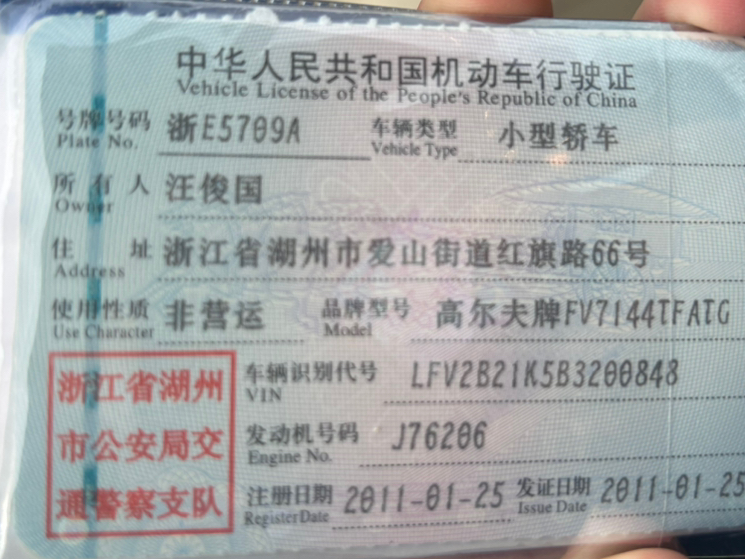 中华人民共和国机动车行驶证
Vehicle License of the People's Republic of China
号牌号码 浙E5709A 车辆类型 小型轿车
Plate No. Vehicle Type
所有人 汪俊国
Owner
住址 浙江省湖州市爱山街道红旗路66号
Address
使用性质 非营运 品牌型号 高尔夫牌FV7144TFATG
Use Character Model
浙江省湖州
市公安局交
通警察支队
车辆识别代号 LFV2B21K5B3200848
VIN
发动机号码 J76206
Engine No.
注册日期 2011-01-25 发证日期 2011-01-25
Register Date Issue Date